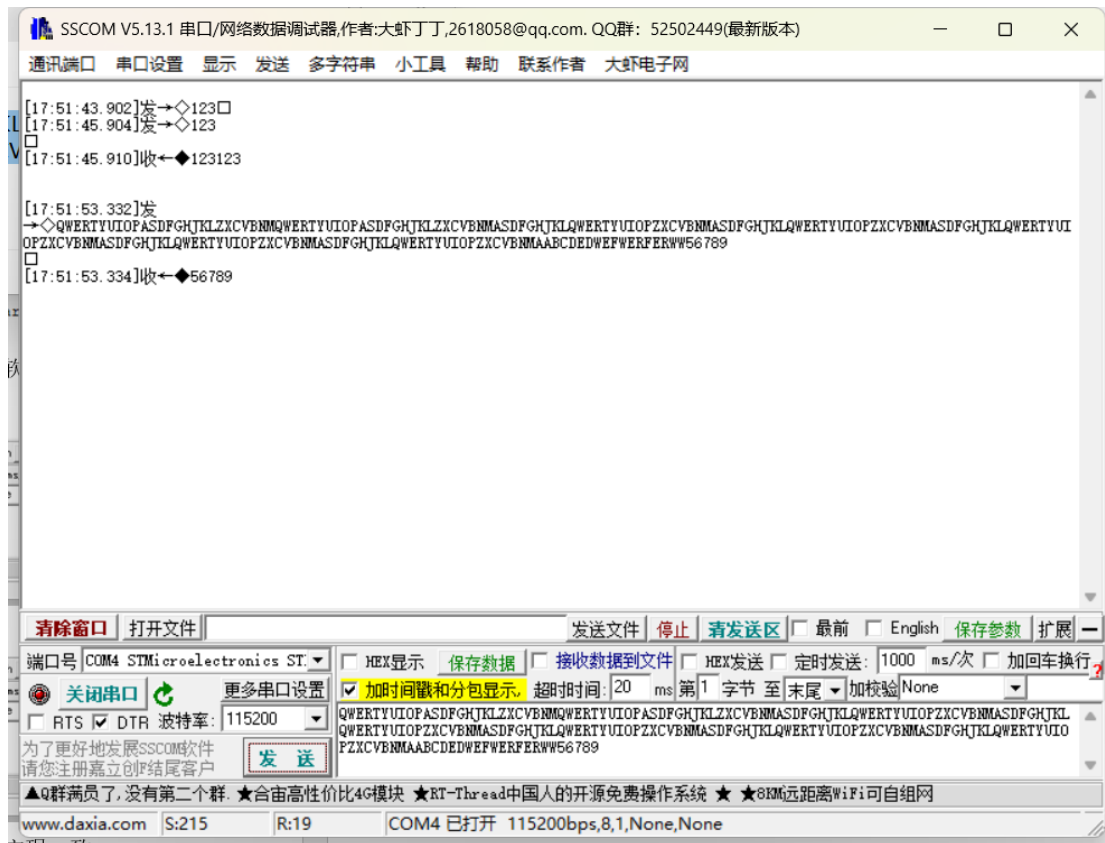 SSCOM V5.13.1 串口/网络数据调试器,作者:大虾丁丁,2618058@qq.com. QQ群: 52502449(最新版本)
通讯端口 串口设置 显示 发送 多字符串 小工具 帮助 联系作者 大虾电子网
[17:51:43.902]发→◇123□
[17:51:45.904]发→◇123
□
[17:51:45.910]收←◆123123
[17:51:53.332]发
→◇QWERTYUIOPASDFGHJKLZXCVBNMQWERTYUIOPASDFGHJKLZXCVBNMASDFGHJKLQWERTYUIOPZXCVBNMASDFGHJKLQWERTYUIOPZXCVBNMASDFGHJKLQWERTYUI
OPZXCVBNMASDFGHJKLQWERTYUIOPZXCVBNMASDFGHJKLQWERTYUIOPZXCVBNMAABCDEDWEFWERFERWW56789
□
[17:51:53.334]收←◆56789
清除窗口 打开文件 发送文件 停止 清发送区 最前 English 保存参数 扩展 —
端口号 COM4 STMicroelectronics ST HEX显示 保存数据 接收数据到文件 HEX发送 定时发送: 1000 ms/次 加回车换行
关闭串口 更多串口设置 加时间戳和分包显示, 超时时间: 20 ms 第1 字节 至 末尾 加校验 None
RTS DTR 波特率: 115200
QWERTYUIOPASDFGHJKLZXCVBNMQWERTYUIOPASDFGHJKLZXCVBNMASDFGHJKLQWERTYUIOPZXCVBNMASDFGHJKL
QWERTYUIOPZXCVBNMASDFGHJKLQWERTYUIOPZXCVBNMASDFGHJKLQWERTYUIOPZXCVBNMASDFGHJKLQWERTYUIO
PZXCVBNMAABCDEDWEFWERFERWW56789
为了更好地发展SSCOM软件
请您注册嘉立创F结尾客户
发 送
▲Q群满员了,没有第二个群. ★合宙高性价比4G模块 ★RT-Thread中国人的开源免费操作系统 ★ ★8KM远距离WiFi可自组网
www.daxia.com S:215 R:19 COM4 已打开 115200bps,8,1,None,None